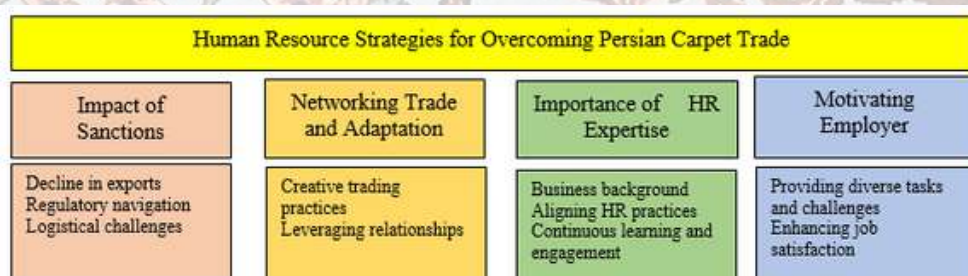 Human Resource Strategies for Overcoming Persian Carpet Trade
Impact of
Sanctions
Networking Trade
and Adaptation
Importance of HR
Expertise
Motivating
Employer
Decline in exports
Regulatory navigation
Logistical challenges
Creative trading
practices
Leveraging relationships
Business background
Aligning HR practices
Continuous learning and
engagement
Providing diverse tasks
and challenges
Enhancing job
satisfaction